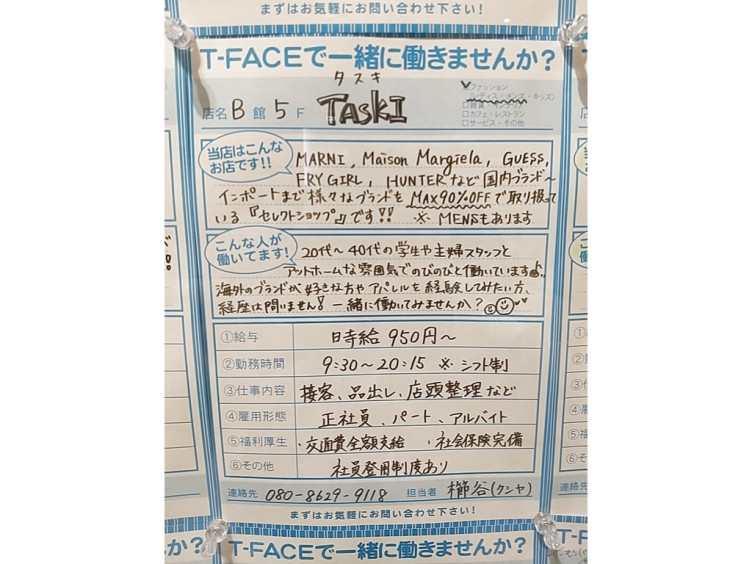 まずはお気軽にお問い合わせ下さい!
T-FACEで一緒に働きませんか?
タスキ
店名 B 館 5 F TASKI
ファッション
(レディス・メンズ・キッズ)
□雑貨・インテリア
□カフェ・レストラン
□サービス・その他
当店はこんな
お店です!!
MARNI, Maison Margiela, GUESS,
FRY GIRL, HUNTER など 国内ブランド〜
インポートまで様々なブランドを MAX90%OFFで取り扱って
いる『セレクトショップ』です!! ※ MENSもあります
こんな人が
働いてます!
20代〜40代の学生や主婦スタッフと
アットホームな雰囲気でのびのびと働いています♪。
海外のブランドが好きな方やアパレルを経験してみたい方、
経歴は問いません! 一緒に働いてみませんか?
①給与 時給 950円〜
②勤務時間 9:30〜20:15 ※シフト制
③仕事内容 接客、品出し、店頭整理など
④雇用形態 正社員、パート、アルバイト
⑤福利厚生 ・交通費全額支給 ・社会保険完備
⑥その他 社員登用制度あり
連絡先 080-8629-9118 担当者 櫛谷(クシヤ)
まずはお気軽にお問い合わせ下さい!
か? T-FACEで一緒に働きませんか? T-F